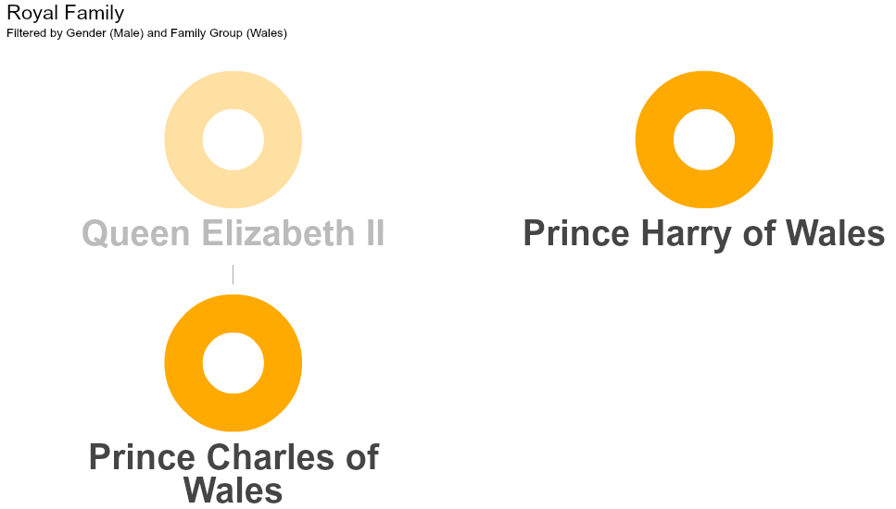 Royal Family
Filtered by Gender (Male) and Family Group (Wales)
Queen Elizabeth II
Prince Harry of Wales
Prince Charles of
Wales